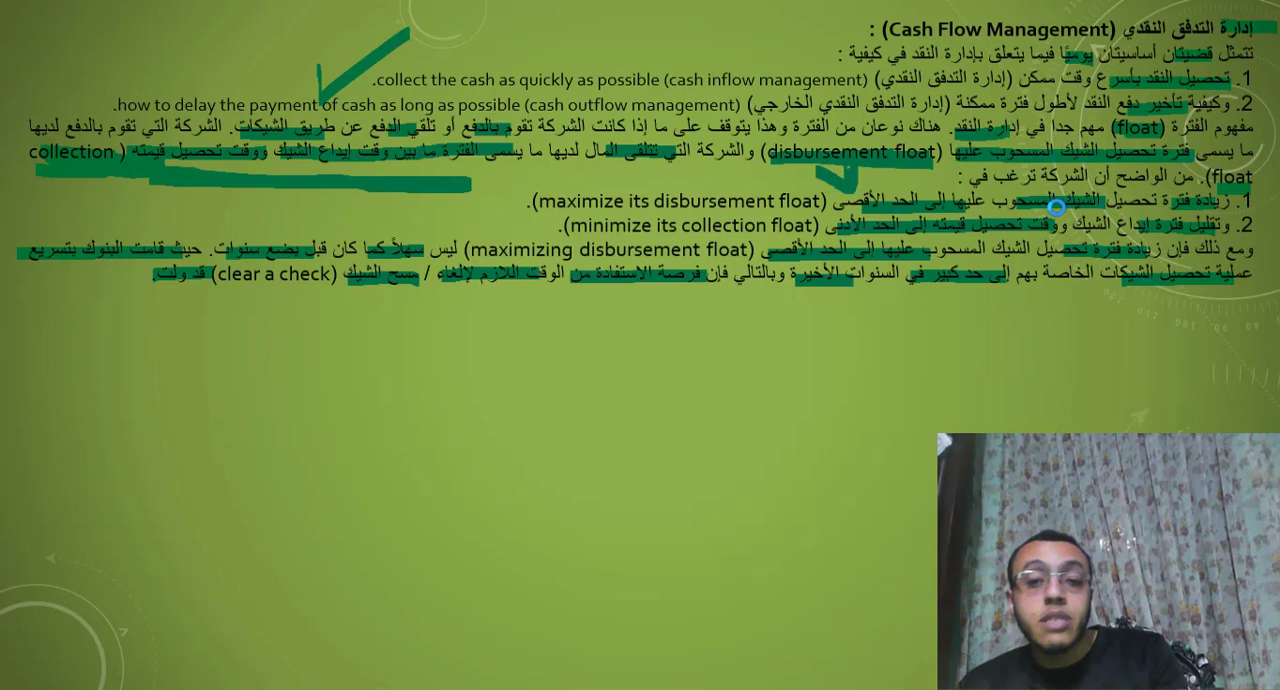 إدارة التدفق النقدي (Cash Flow Management) :
تتمثل قضيتان أساسيتان يوميًا فيما يتعلق بإدارة النقد في كيفية :
1. تحصيل النقد بأسرع وقت ممكن (إدارة التدفق النقدي) collect the cash as quickly as possible (cash inflow management).
2. وكيفية تأخير دفع النقد لأطول فترة ممكنة (إدارة التدفق النقدي الخارجي) how to delay the payment of cash as long as possible (cash outflow management).
مفهوم الفترة (float) مهم جدا في إدارة النقد. هناك نوعان من الفترة وهذا يتوقف على ما إذا كانت الشركة تقوم بالدفع أو تلقي الدفع عن طريق الشيكات. الشركة التي تقوم بالدفع لديها
ما يسمى فترة تحصيل الشيك المسحوب عليها (disbursement float) والشركة التي تتلقى المال لديها ما يسمى الفترة ما بين وقت إيداع الشيك ووقت تحصيل قيمته (collection
float). من الواضح أن الشركة ترغب في :
1. زيادة فترة تحصيل الشيك المسحوب عليها إلى الحد الأقصى (maximize its disbursement float).
2. وتقليل فترة إيداع الشيك ووقت تحصيل قيمته إلى الحد الأدنى (minimize its collection float).
ومع ذلك فإن زيادة فترة تحصيل الشيك المسحوب عليها إلى الحد الأقصى (maximizing disbursement float) ليس سهلاً كما كان قبل بضع سنوات. حيث قامت البنوك بتسريع
عملية تحصيل الشيكات الخاصة بهم إلى حد كبير في السنوات الأخيرة وبالتالي فإن فرصة الاستفادة من الوقت اللازم لإلغاء / مسح الشيك (clear a check) قد ولت.